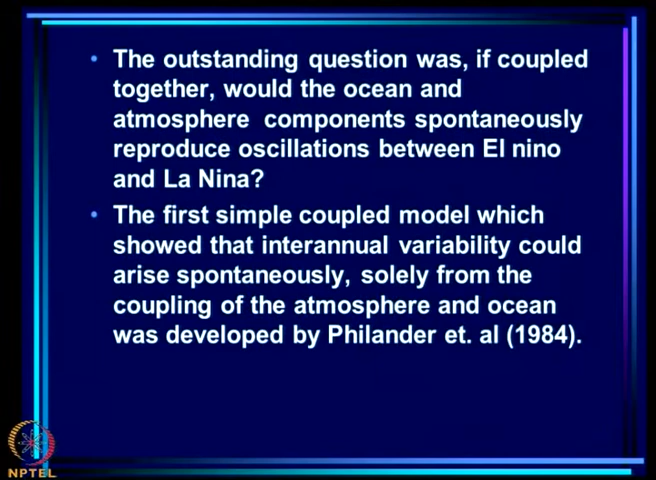 • The outstanding question was, if coupled
together, would the ocean and
atmosphere components spontaneously
reproduce oscillations between El nino
and La Nina?
• The first simple coupled model which
showed that interannual variability could
arise spontaneously, solely from the
coupling of the atmosphere and ocean
was developed by Philander et. al (1984).
NPTEL